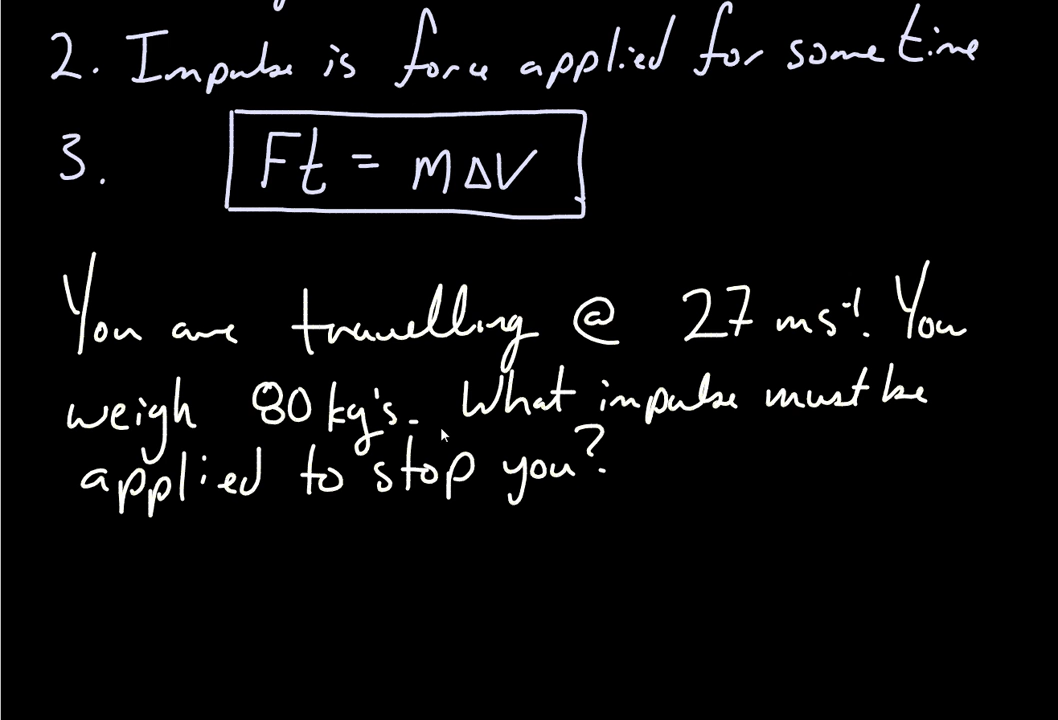 2. Impulse is force applied for some time
3. Ft = mΔV
You are travelling @ 27 ms⁻¹. You
weigh 80 kg's. What impulse must be
applied to stop you?